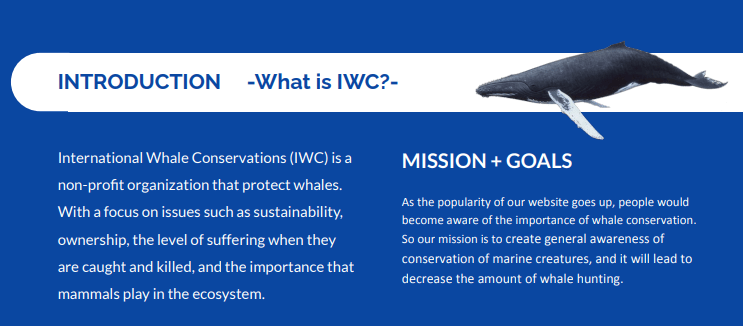 INTRODUCTION -What is IWC?-
International Whale Conservations (IWC) is a
non-profit organization that protect whales.
With a focus on issues such as sustainability,
ownership, the level of suffering when they
are caught and killed, and the importance that
mammals play in the ecosystem.
MISSION + GOALS
As the popularity of our website goes up, people would
become aware of the importance of whale conservation.
So our mission is to create general awareness of
conservation of marine creatures, and it will lead to
decrease the amount of whale hunting.